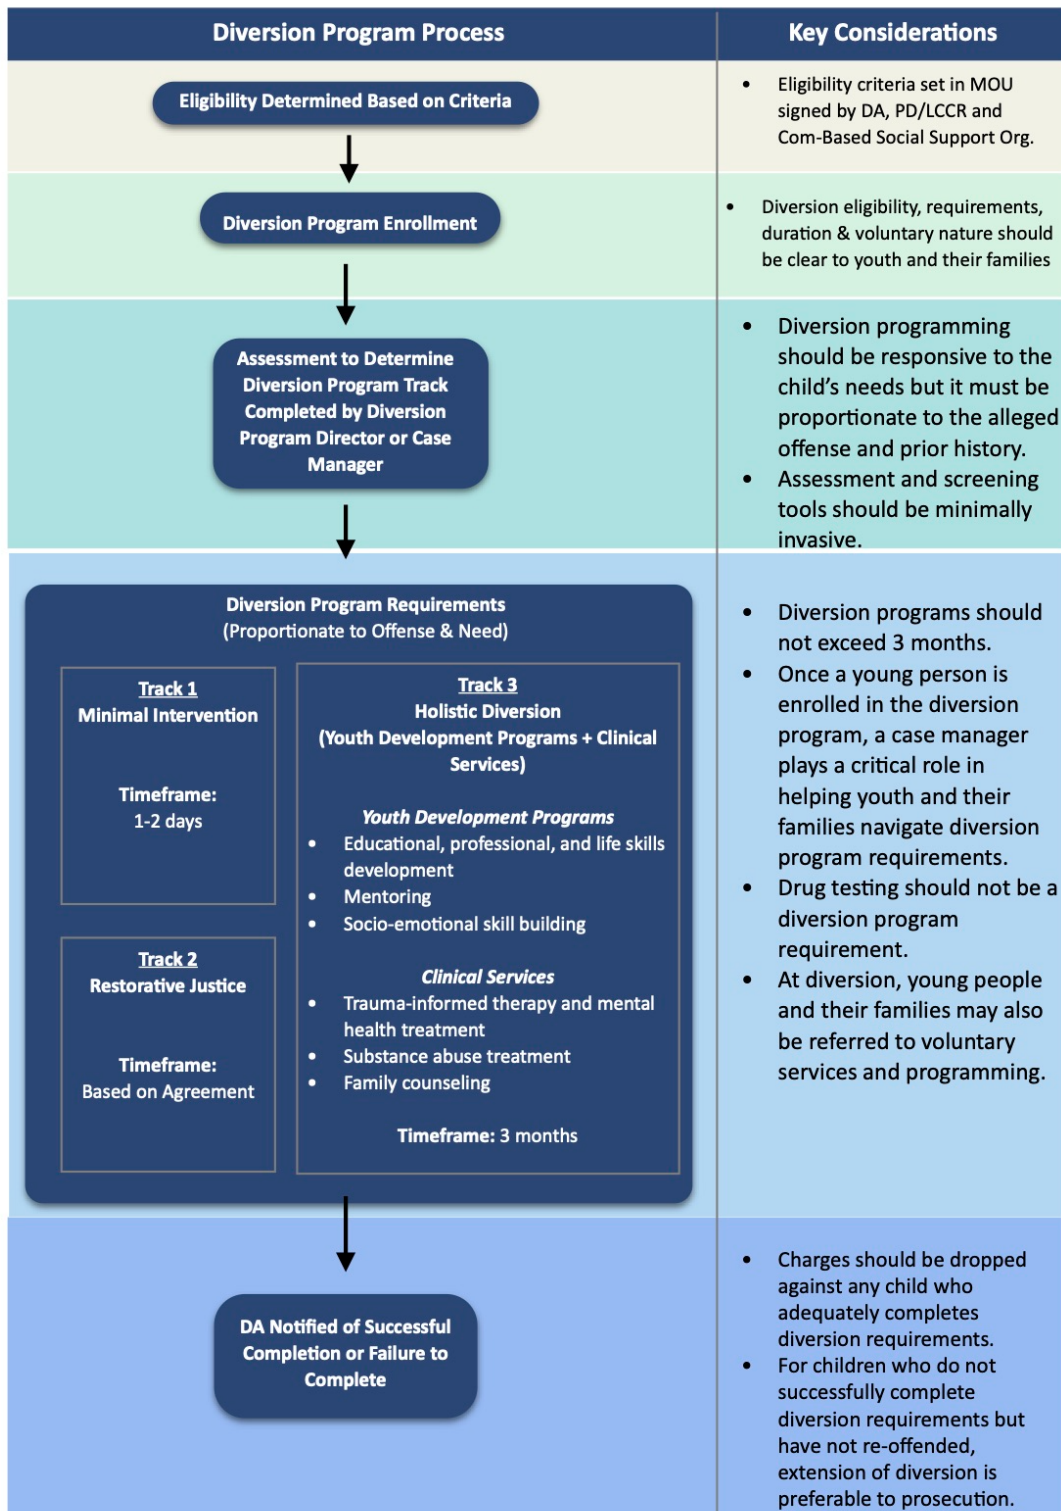 Diversion Program Process
Key Considerations
Eligibility Determined Based on Criteria
• Eligibility criteria set in MOU
signed by DA, PD/LCCR and
Com-Based Social Support Org.
Diversion Program Enrollment
• Diversion eligibility, requirements,
duration & voluntary nature should
be clear to youth and their families
Assessment to Determine
Diversion Program Track
Completed by Diversion
Program Director or Case
Manager
• Diversion programming
should be responsive to the
child's needs but it must be
proportionate to the alleged
offense and prior history.
• Assessment and screening
tools should be minimally
invasive.
Diversion Program Requirements
(Proportionate to Offense & Need)
Track 1
Minimal Intervention
Timeframe:
1-2 days
Track 2
Restorative Justice
Timeframe:
Based on Agreement
Track 3
Holistic Diversion
(Youth Development Programs + Clinical
Services)
Youth Development Programs
• Educational, professional, and life skills
development
• Mentoring
• Socio-emotional skill building
Clinical Services
• Trauma-informed therapy and mental
health treatment
• Substance abuse treatment
• Family counseling
Timeframe: 3 months
• Diversion programs should
not exceed 3 months.
• Once a young person is
enrolled in the diversion
program, a case manager
plays a critical role in
helping youth and their
families navigate diversion
program requirements.
• Drug testing should not be a
diversion program
requirement.
• At diversion, young people
and their families may also
be referred to voluntary
services and programming.
DA Notified of Successful
Completion or Failure to
Complete
• Charges should be dropped
against any child who
adequately completes
diversion requirements.
• For children who do not
successfully complete
diversion requirements but
have not re-offended,
extension of diversion is
preferable to prosecution.